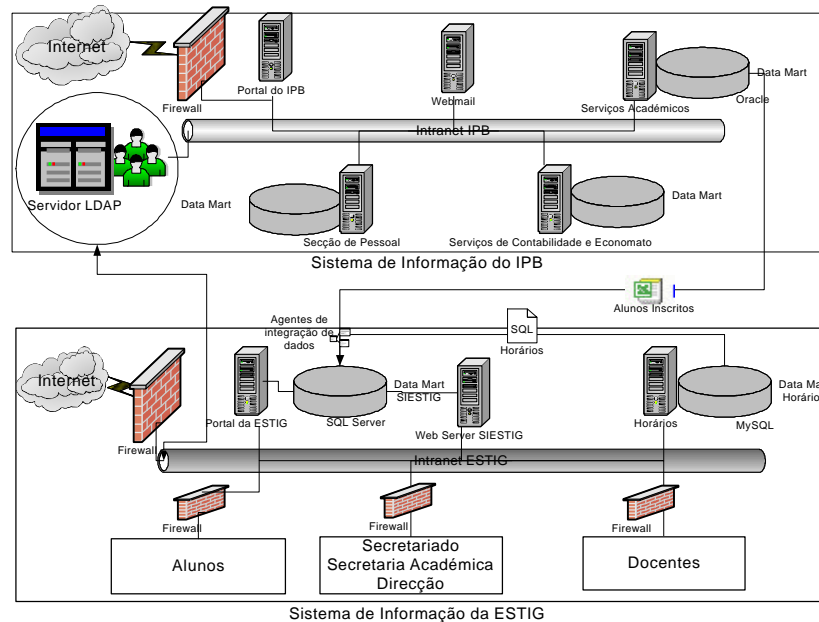 Internet
Firewall
Portal do IPB
Webmail
Serviços Académicos
Data Mart
Oracle
Intranet IPB
Servidor LDAP
Data Mart
Secção de Pessoal
Serviços de Contabilidade e Economato
Data Mart
Sistema de Informação do IPB
Alunos Inscritos
Agentes de
integração de
dados
SQL
Horários
Internet
Firewall
Portal da ESTIG
SQL Server
Data Mart
SIESTIG
Web Server SIESTIG
Horários
MySQL
Data Ma
Horário
Intranet ESTIG
Firewall
Firewall
Firewall
Alunos
Secretariado
Secretaria Académica
Direcção
Docentes
Sistema de Informação da ESTIG